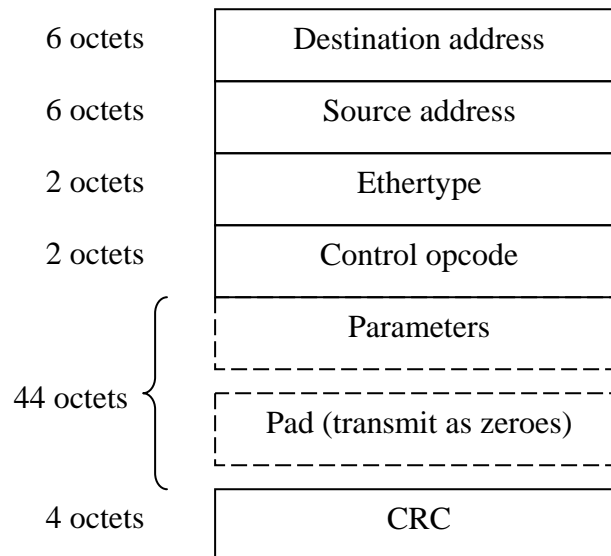 6 octets Destination address
6 octets Source address
2 octets Ethertype
2 octets Control opcode
Parameters
44 octets
Pad (transmit as zeroes)
4 octets CRC